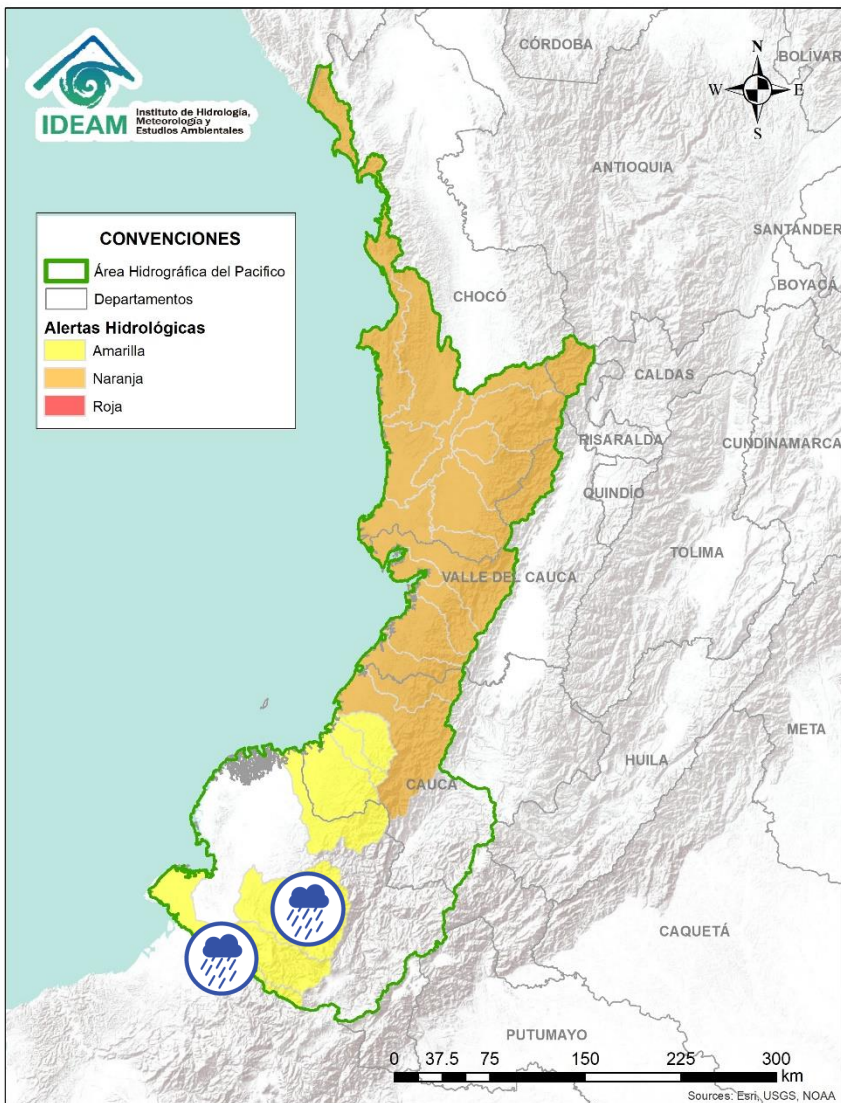 IDEAM
Instituto de Hidrología,
Meteorología y
Estudios Ambientales
CÓRDOBA
BOLÍVAR
N
W
E
S
ANTIOQUIA
SANTANDER
BOYACÁ
CONVENCIONES
Área Hidrográfica del Pacifico
Departamentos
Alertas Hidrológicas
Amarilla
Naranja
Roja
CHOCÓ
CALDAS
RISARALDA
CUNDINAMARCA
QUINDÍO
TOLIMA
VALLE DEL CAUCA
META
HUILA
CAUCA
CAQUETÁ
PUTUMAYO
0 37.5 75 150 225 300
km
Sources: Esri, USGS, NOAA